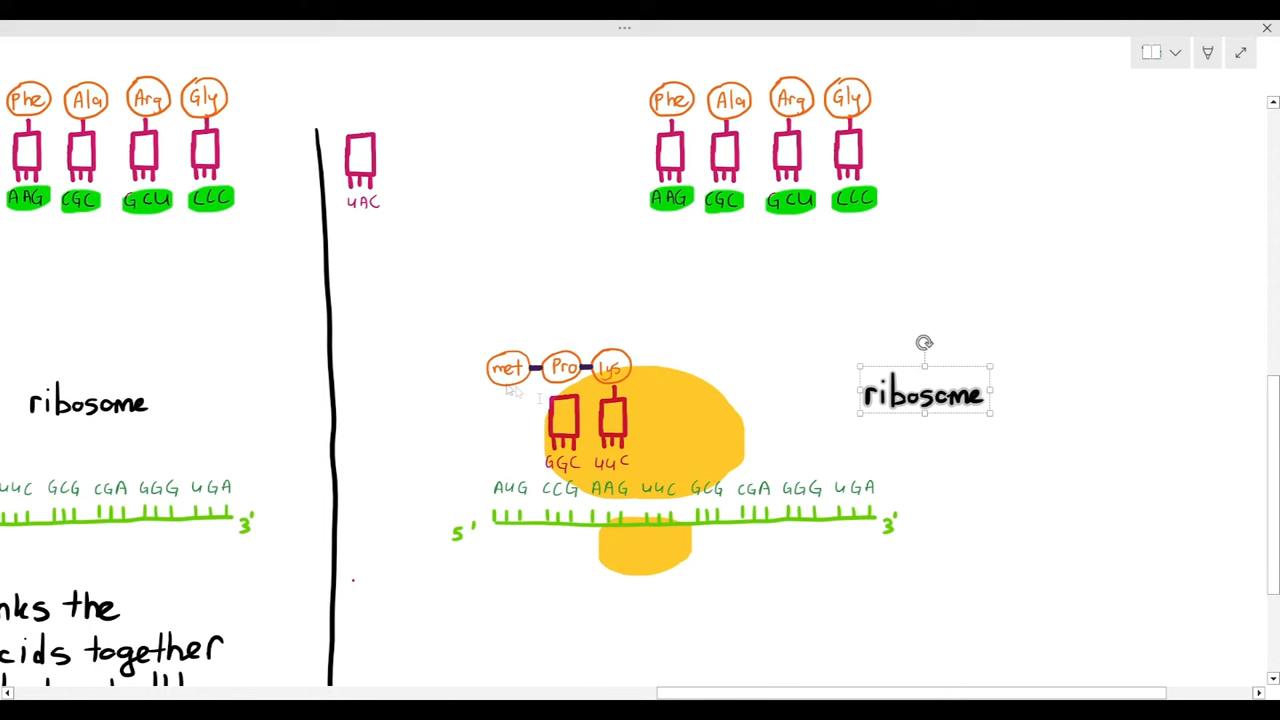 Phe Ala Arg Gly
AAG CGC GCU CCC
UAC
Phe Ala Arg Gly
AAG CGC GCU CCC
met Pro lys
ribosome
ribosome
GGC UUC
UUC GCG CGA GGG UGA
3'
AUG CCG AAG UUC GCG CGA GGG UGA
5' 3'
nks the
cids together